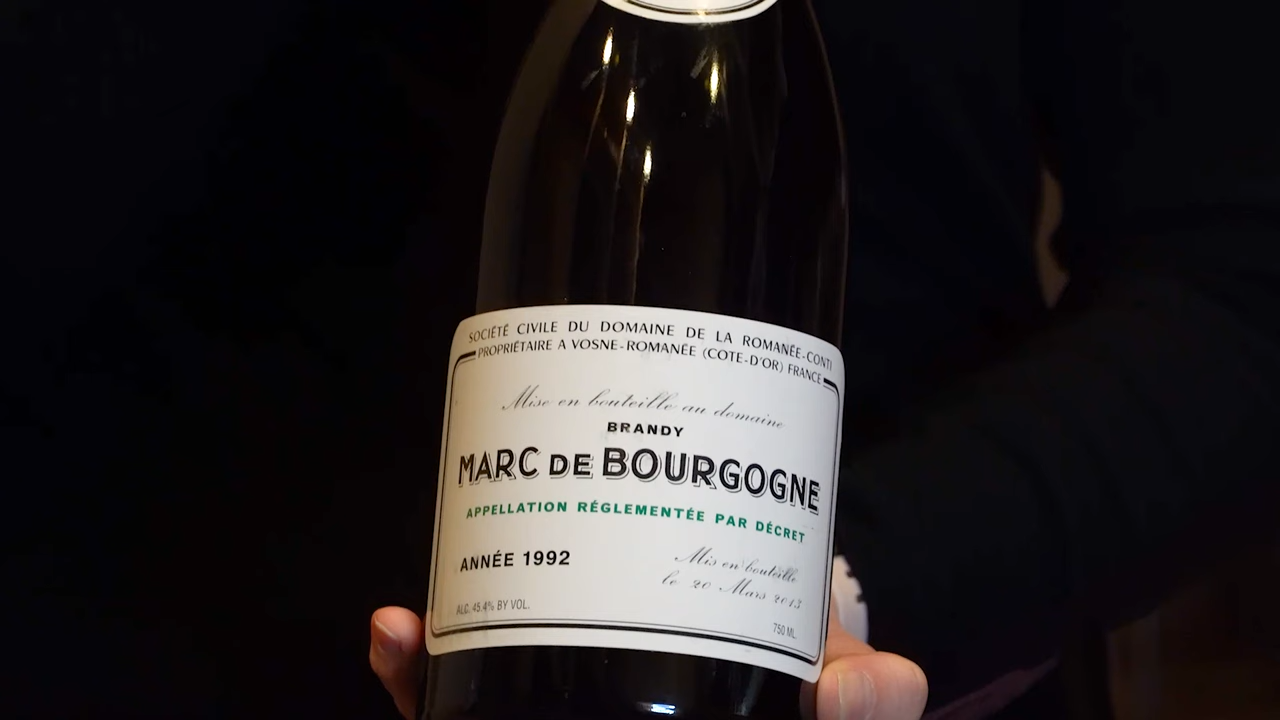 SOCIÉTÉ CIVILE DU DOMAINE DE LA ROMANÉE-CONTI
PROPRIÉTAIRE A VOSNE-ROMANÉE (COTE-D'OR) FRANCE
Mise en bouteille au domaine
BRANDY
MARC DE BOURGOGNE
APPELLATION RÉGLEMENTÉE PAR DÉCRET
ANNÉE 1992
Mis en bouteille
le 20 Mars 2013
ALC. 45.4% BY VOL.
750 ML